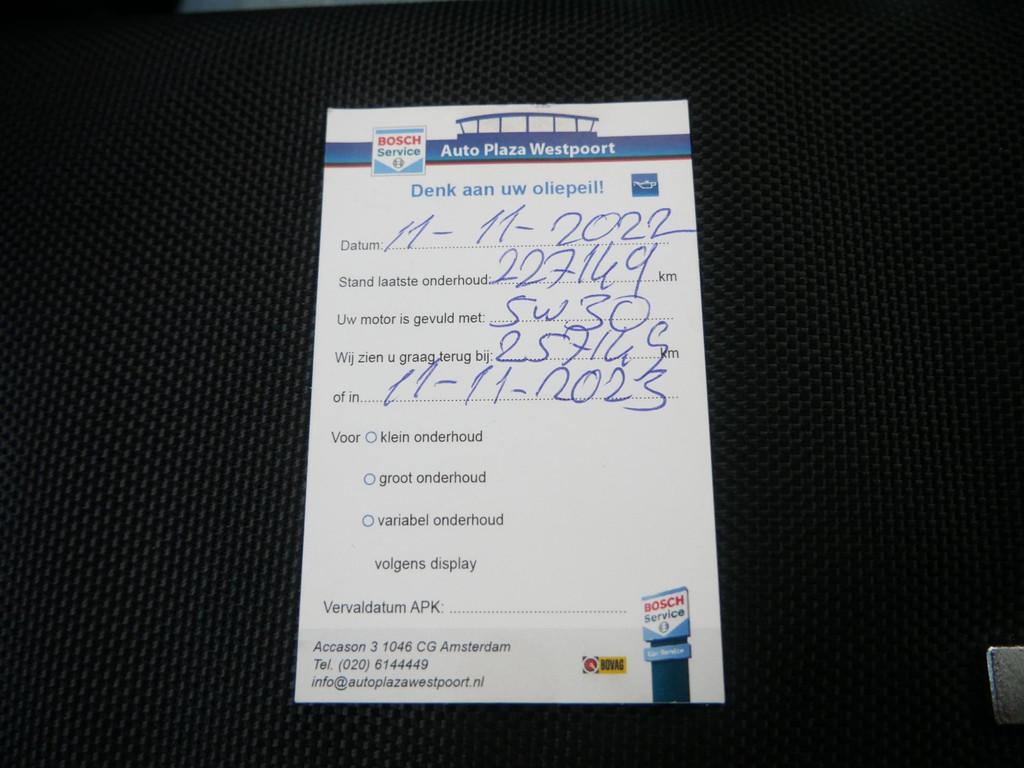 BOSCH
Service
Auto Plaza Westpoort
Denk aan uw oliepeil!
Datum: 11-11-2022
Stand laatste onderhoud: 227149 km
Uw motor is gevuld met: 5W30
Wij zien u graag terug bij: 257149 km
of in 11-11-2023
Voor klein onderhoud
groot onderhoud
variabel onderhoud
volgens display
Vervaldatum APK:
BOSCH
Service
Car Service
Accason 3 1046 CG Amsterdam
Tel. (020) 6144449
BOVAG
info@autoplazawestpoort.nl